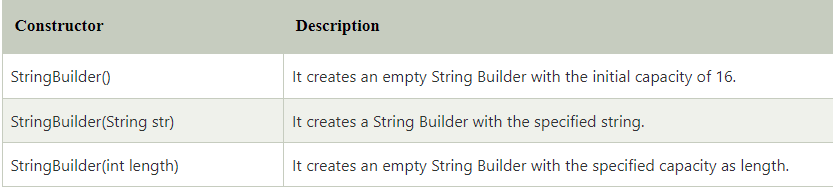 Constructor Description
StringBuilder() It creates an empty String Builder with the initial capacity of 16.
StringBuilder(String str) It creates a String Builder with the specified string.
StringBuilder(int length) It creates an empty String Builder with the specified capacity as length.